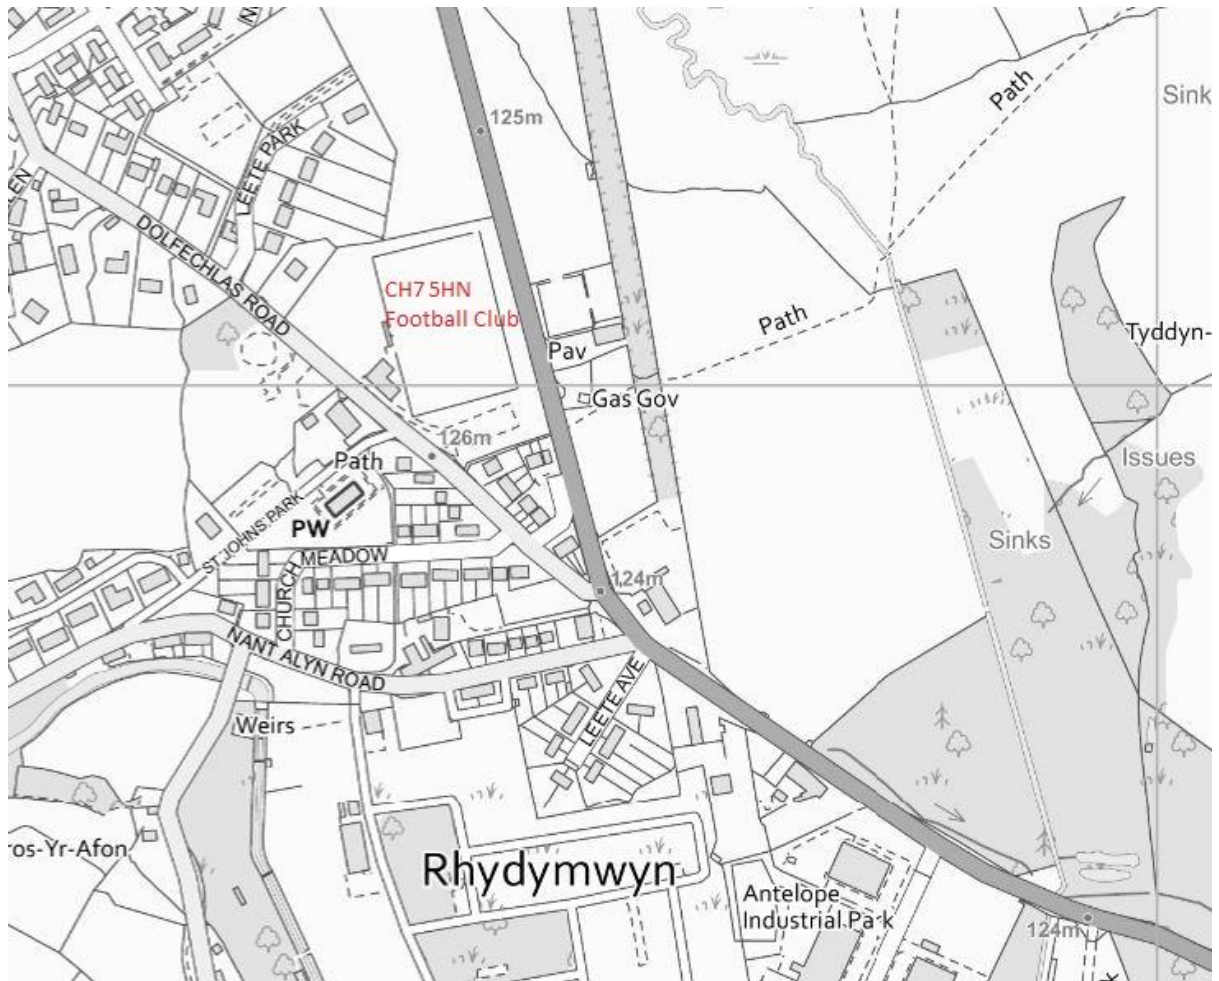 125m
Path
Sink
LEETE PARK
DOLFECHLAS ROAD
CH7 5HN
Football Club
Pav
Path
Tyddyn-
Gas Gov
126m
Path
Issues
PW
ST JOHNS PARK
MEADOW
CHURCH
Sinks
124m
NANT ALYN ROAD
LEETE AVE
Weirs
ros-Yr-Afon
Rhydymwyn
Antelope
Industrial Park
124m